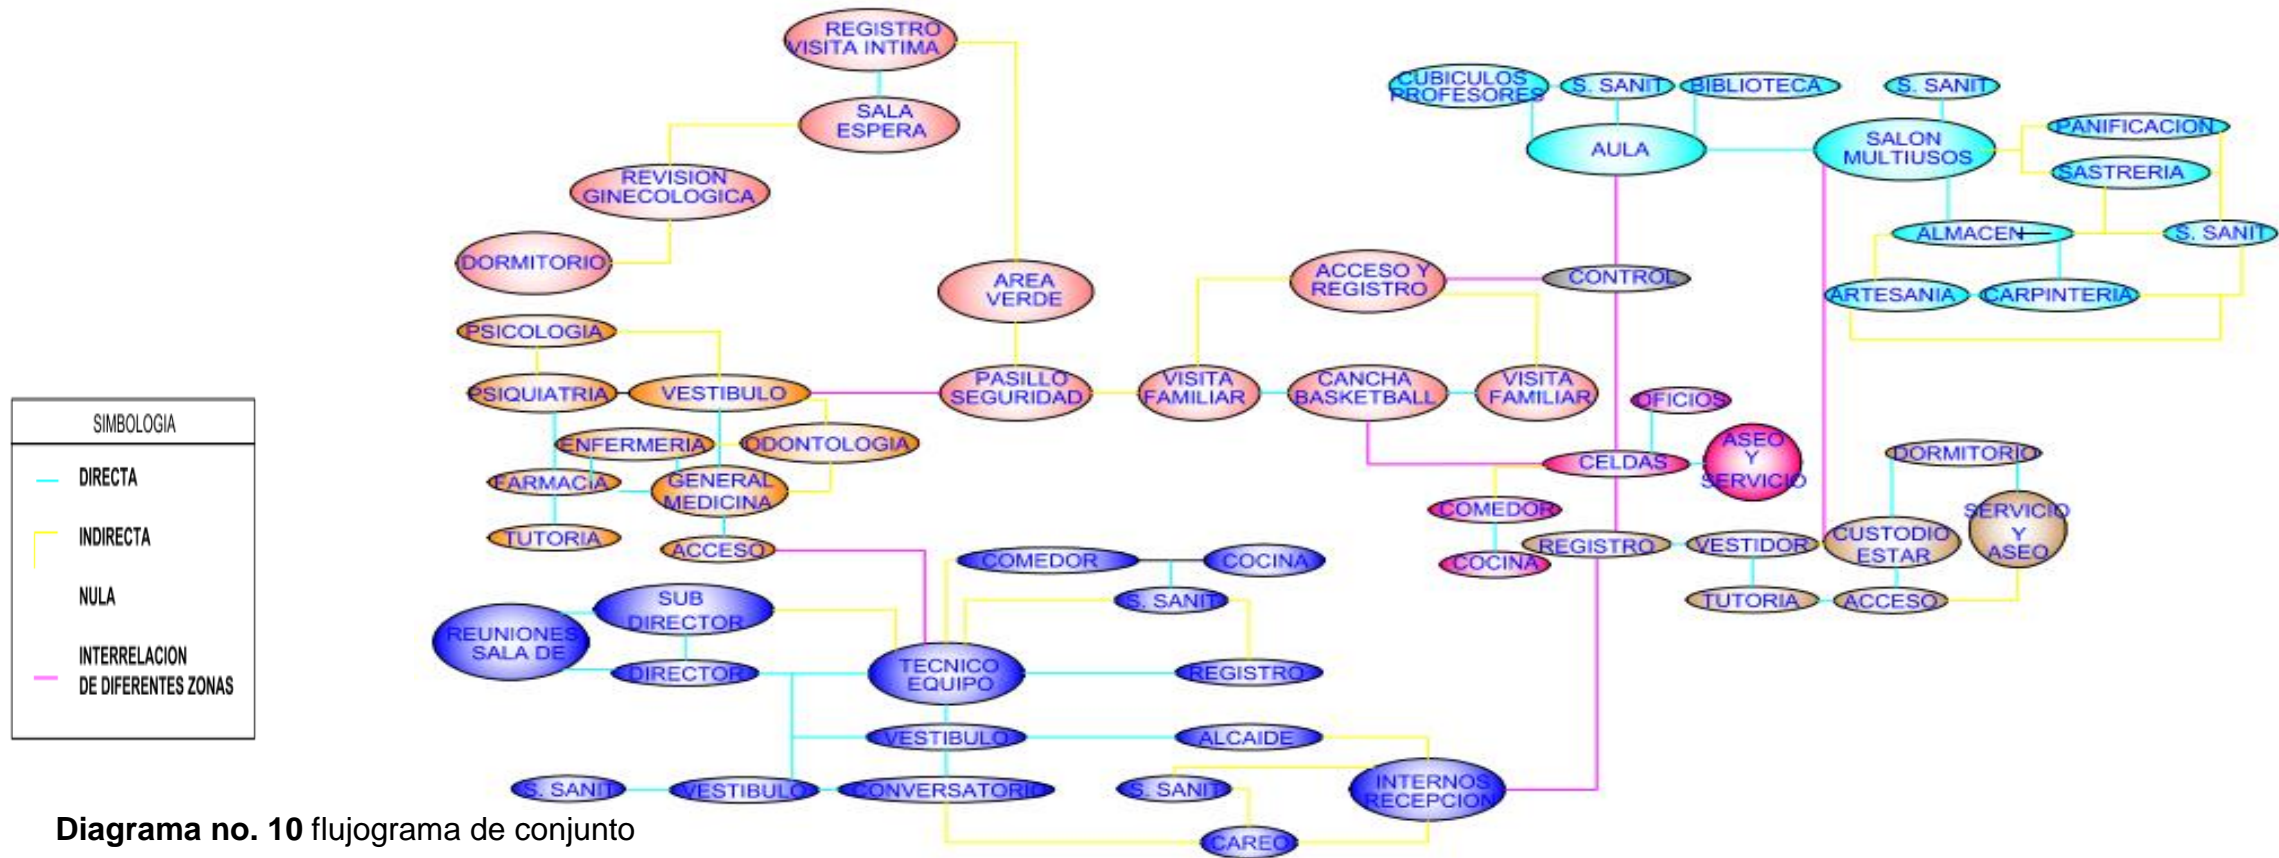 REGISTRO
VISITA INTIMA
SALA
ESPERA
REVISION
GINECOLOGICA
DORMITORIO
AREA
VERDE
ACCESO Y
REGISTRO
CONTROL
CUBICULOS
PROFESORES
S. SANIT
BIBLIOTECA
S. SANIT
AULA
SALON
MULTIUSOS
PANIFICACION
SASTRERIA
ALMACEN
S. SANIT
ARTESANIA
CARPINTERIA
PSICOLOGIA
PSIQUIATRIA
VESTIBULO
PASILLO
SEGURIDAD
VISITA
FAMILIAR
CANCHA
BASKETBALL
VISITA
FAMILIAR
ENFERMERIA
ODONTOLOGIA
FARMACIA
GENERAL
MEDICINA
TUTORIA
ACCESO
OFICIOS
CELDAS
ASEO
Y
SERVICIO
COMEDOR
COCINA
DORMITORIO
REGISTRO
VESTIDOR
CUSTODIO
ESTAR
SERVICIO
Y
ASEO
TUTORIA
ACCESO
COMEDOR
COCINA
S. SANIT
SUB
DIRECTOR
REUNIONES
SALA DE
DIRECTOR
TECNICO
EQUIPO
REGISTRO
VESTIBULO
ALCAIDE
S. SANIT
VESTIBULO
CONVERSATORIO
S. SANIT
INTERNOS
RECEPCION
CAREO
SIMBOLOGIA
DIRECTA
INDIRECTA
NULA
INTERRELACION
DE DIFERENTES ZONAS
Diagrama no. 10 flujograma de conjunto